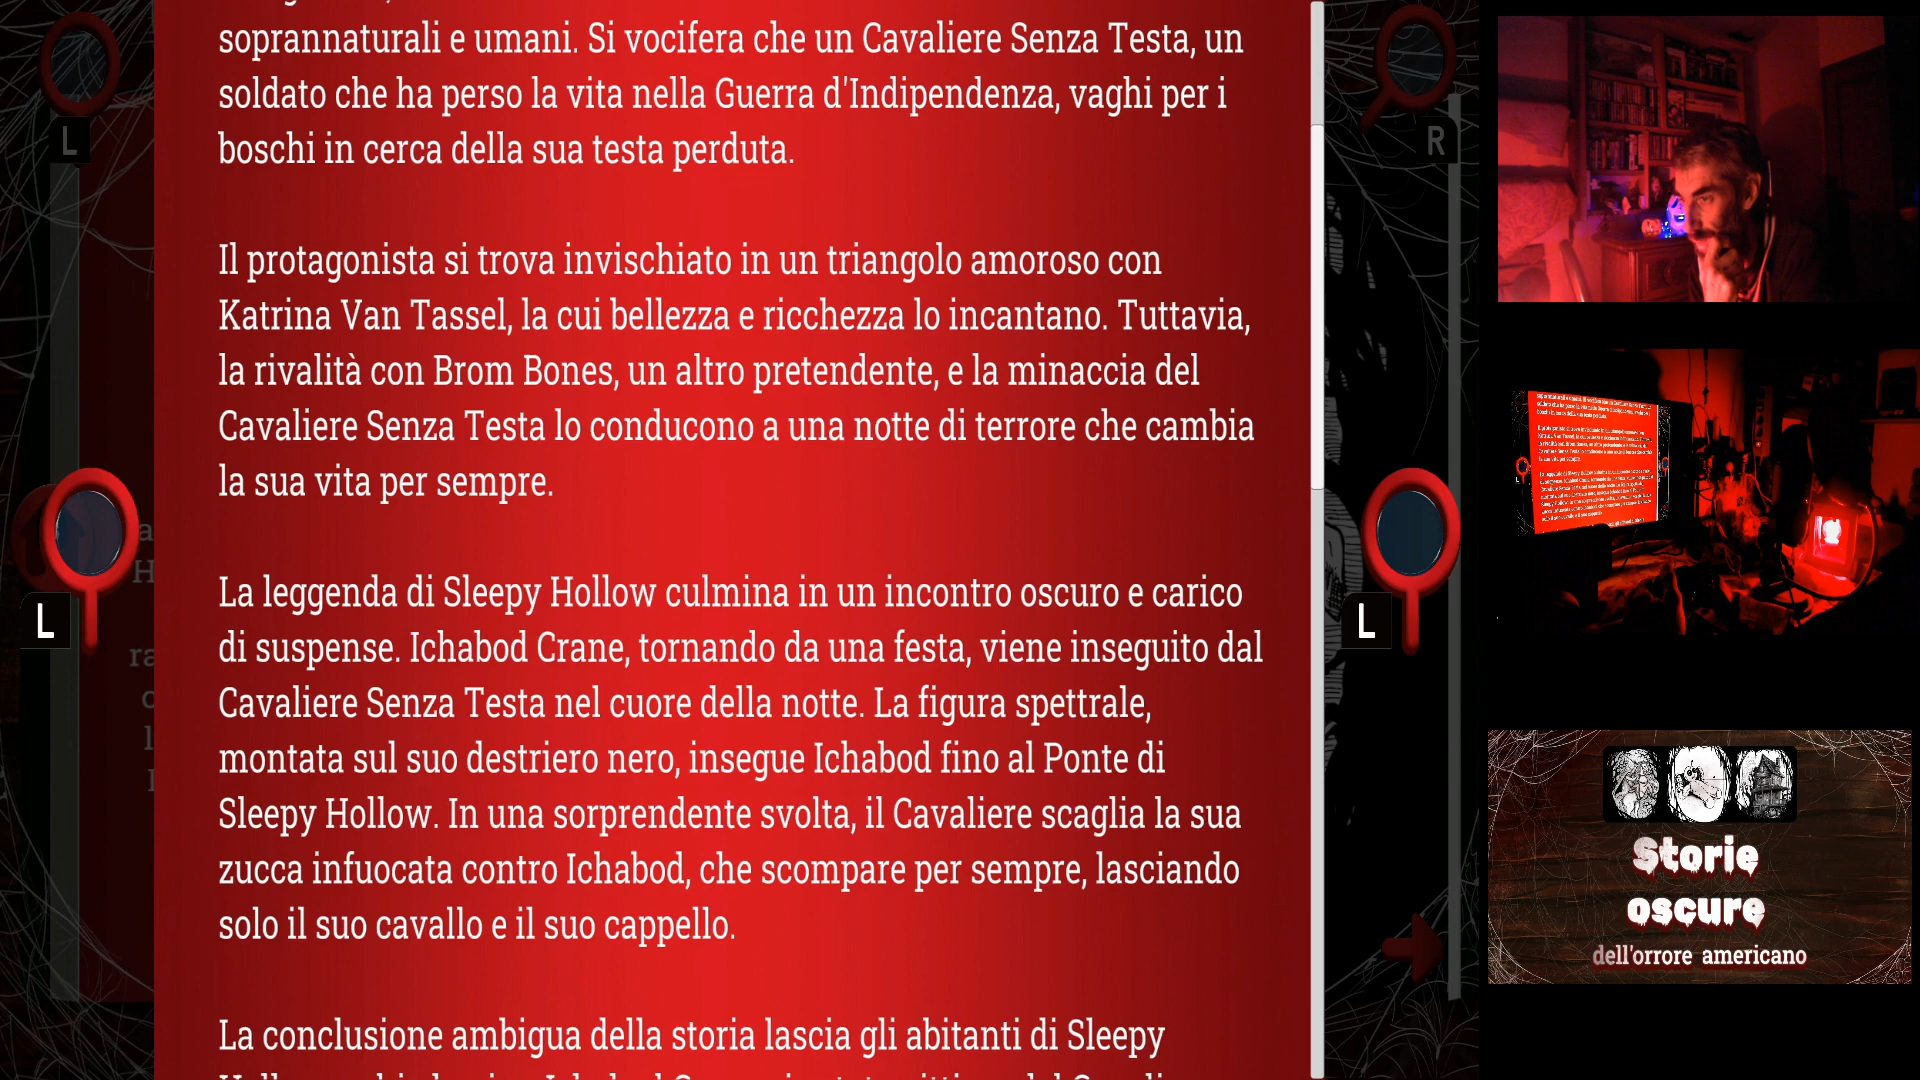 soprannaturali e umani. Si vocifera che un Cavaliere Senza Testa, un
soldato che ha perso la vita nella Guerra d'Indipendenza, vaghi per i
boschi in cerca della sua testa perduta.
Il protagonista si trova invischiato in un triangolo amoroso con
Katrina Van Tassel, la cui bellezza e ricchezza lo incantano. Tuttavia,
la rivalità con Brom Bones, un altro pretendente, e la minaccia del
Cavaliere Senza Testa lo conducono a una notte di terrore che cambia
la sua vita per sempre.
La leggenda di Sleepy Hollow culmina in un incontro oscuro e carico
di suspense. Ichabod Crane, tornando da una festa, viene inseguito dal
Cavaliere Senza Testa nel cuore della notte. La figura spettrale,
montata sul suo destriero nero, insegue Ichabod fino al Ponte di
Sleepy Hollow. In una sorprendente svolta, il Cavaliere scaglia la sua
zucca infuocata contro Ichabod, che scompare per sempre, lasciando
solo il suo cavallo e il suo cappello.
La conclusione ambigua della storia lascia gli abitanti di Sleepy
L
R
L
L
Storie
oscure
dell'orrore americano